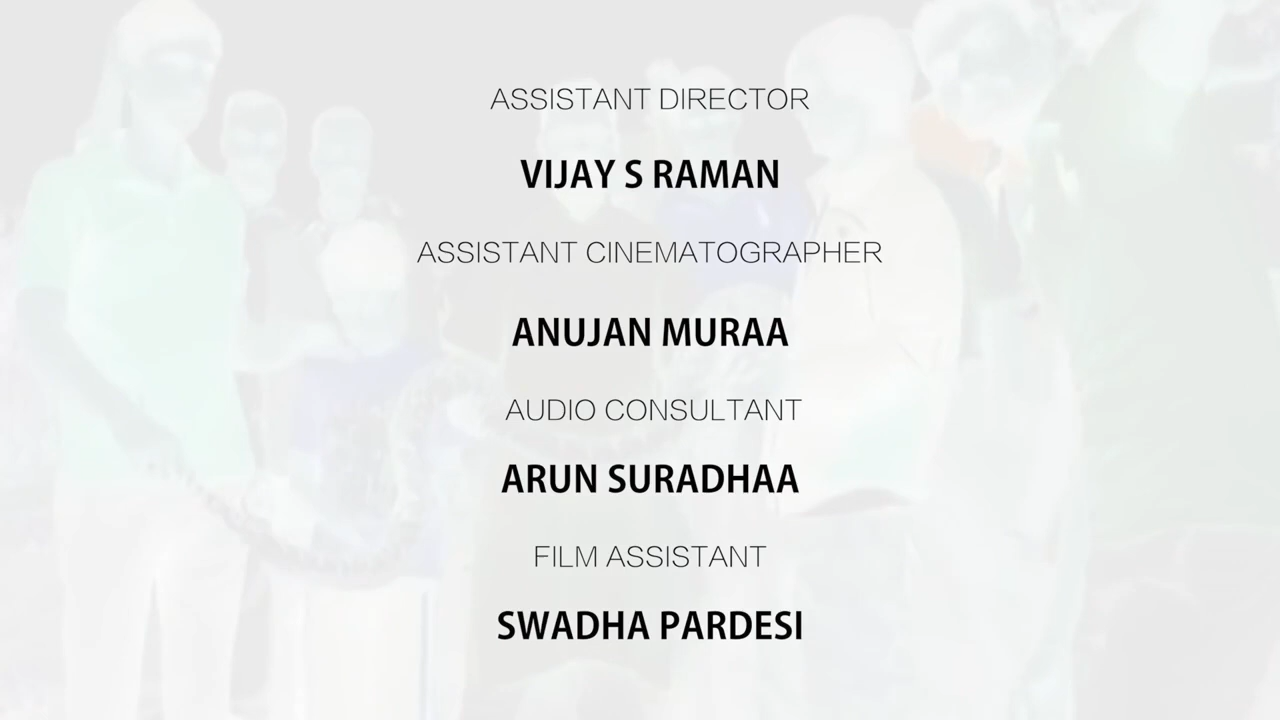 ASSISTANT DIRECTOR
VIJAY S RAMAN
ASSISTANT CINEMATOGRAPHER
ANUJAN MURAA
AUDIO CONSULTANT
ARUN SURADHAA
FILM ASSISTANT
SWADHA PARDESI